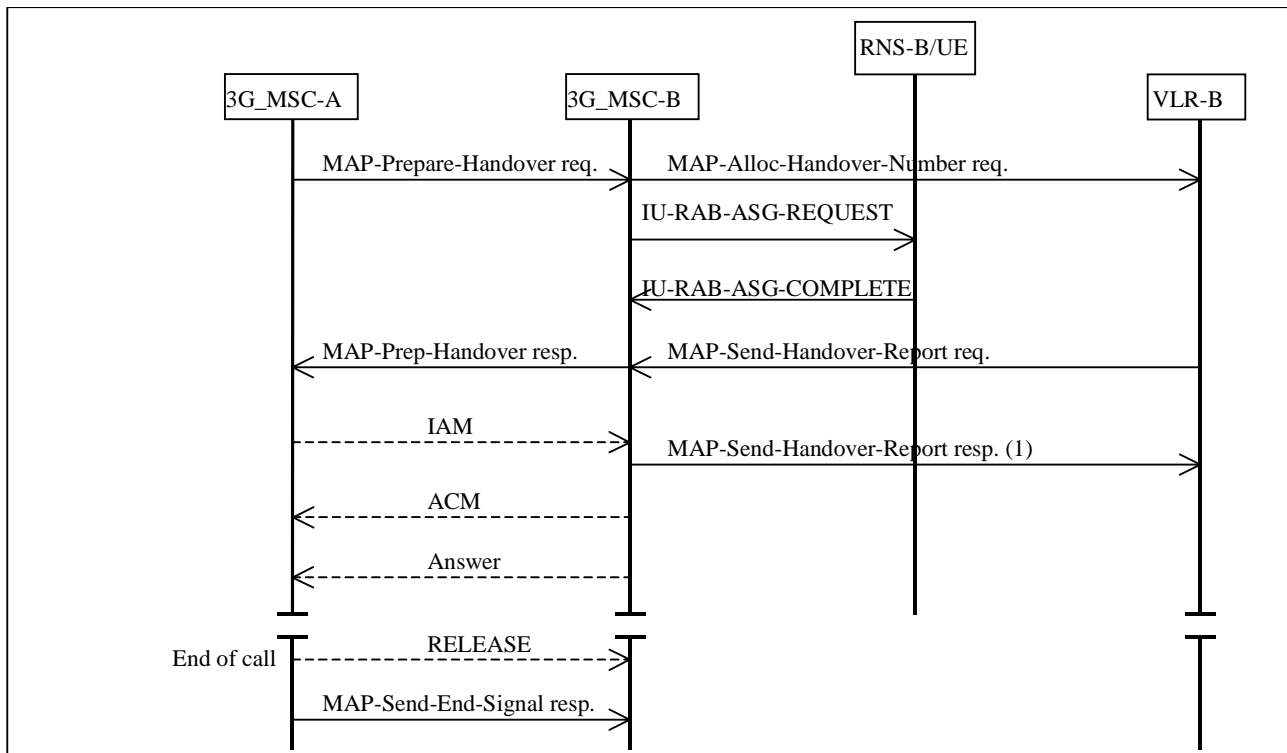 RNS-B/UE
3G_MSC-A
3G_MSC-B
VLR-B
MAP-Prepare-Handover req.
MAP-Alloc-Handover-Number req.
IU-RAB-ASG-REQUEST
IU-RAB-ASG-COMPLETE
MAP-Prep-Handover resp.
MAP-Send-Handover-Report req.
IAM
MAP-Send-Handover-Report resp. (1)
ACM
Answer
RELEASE
End of call
MAP-Send-End-Signal resp.